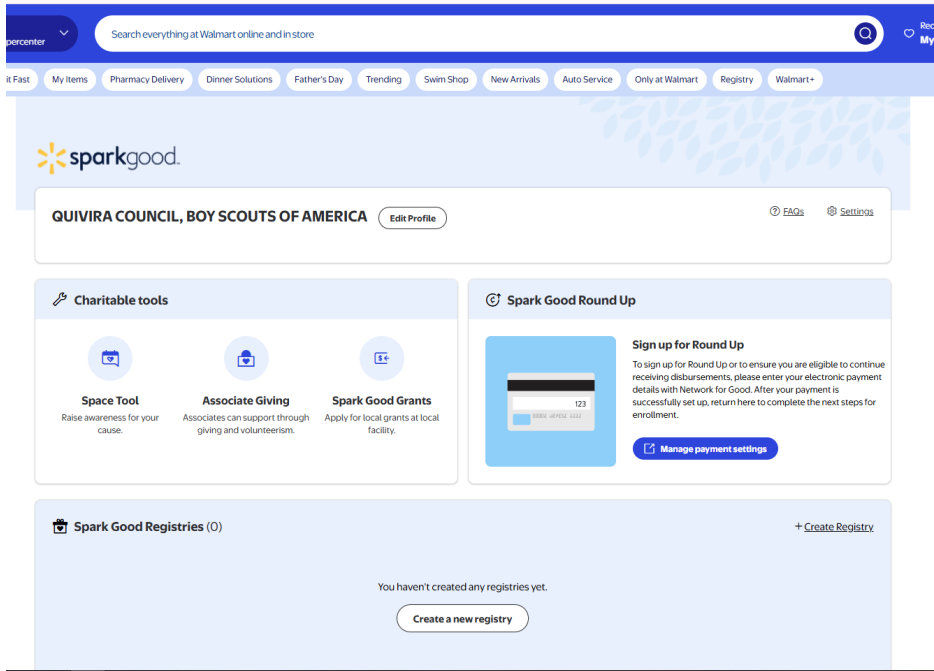 percenter
Search everything at Walmart online and in store
Rec
My
it Fast
My Items
Pharmacy Delivery
Dinner Solutions
Father's Day
Trending
Swim Shop
New Arrivals
Auto Service
Only at Walmart
Registry
Walmart+
sparkgood.
QUIVIRA COUNCIL, BOY SCOUTS OF AMERICA
Edit Profile
FAQs
Settings
Charitable tools
Space Tool
Raise awareness for your
cause.
Associate Giving
Associates can support through
giving and volunteerism.
Spark Good Grants
Apply for local grants at local
facility.
Spark Good Round Up
123
Sign up for Round Up
To sign up for Round Up or to ensure you are eligible to continue
receiving disbursements, please enter your electronic payment
details with Network for Good. After your payment is
successfully set up, return here to complete the next steps for
enrollment.
Manage payment settings
Spark Good Registries (0)
+ Create Registry
You haven't created any registries yet.
Create a new registry